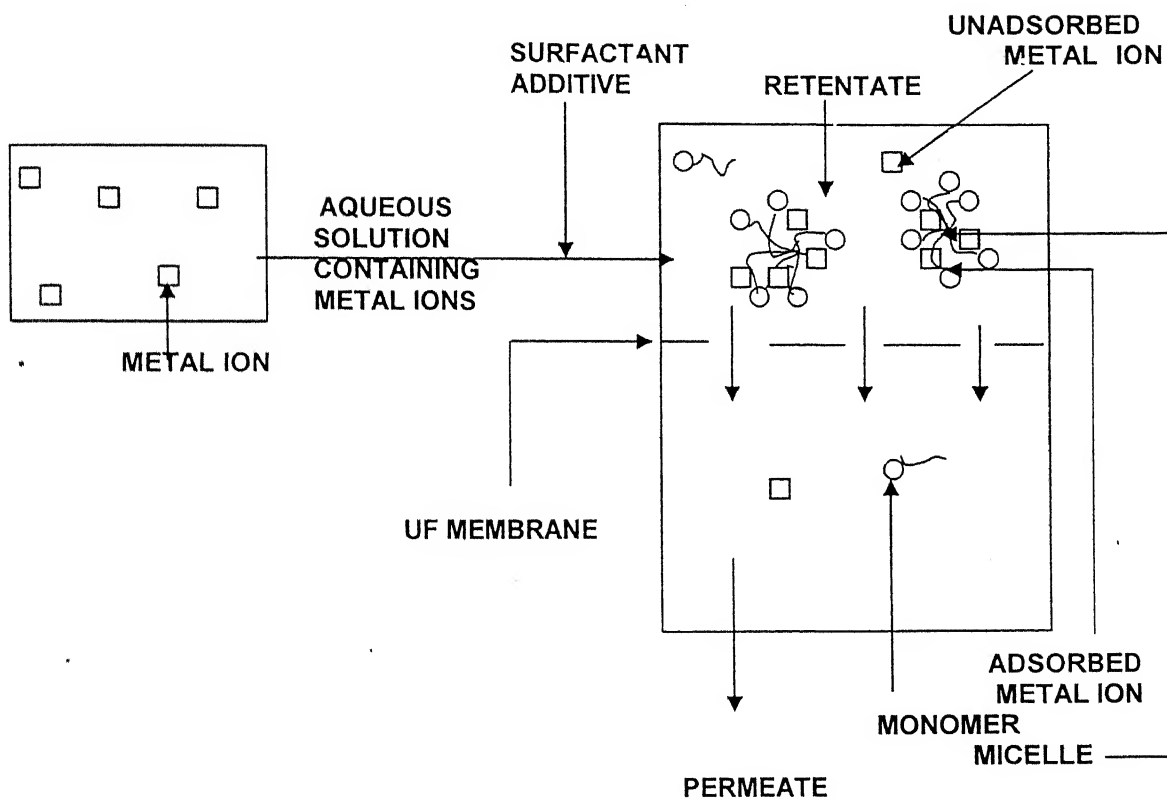 SURFACTANT
ADDITIVE
UNADSORBED
METAL ION
RETENTATE
AQUEOUS
SOLUTION
CONTAINING
METAL IONS
METAL ION
UF MEMBRANE
ADSORBED
METAL ION
MONOMER
MICELLE
PERMEATE